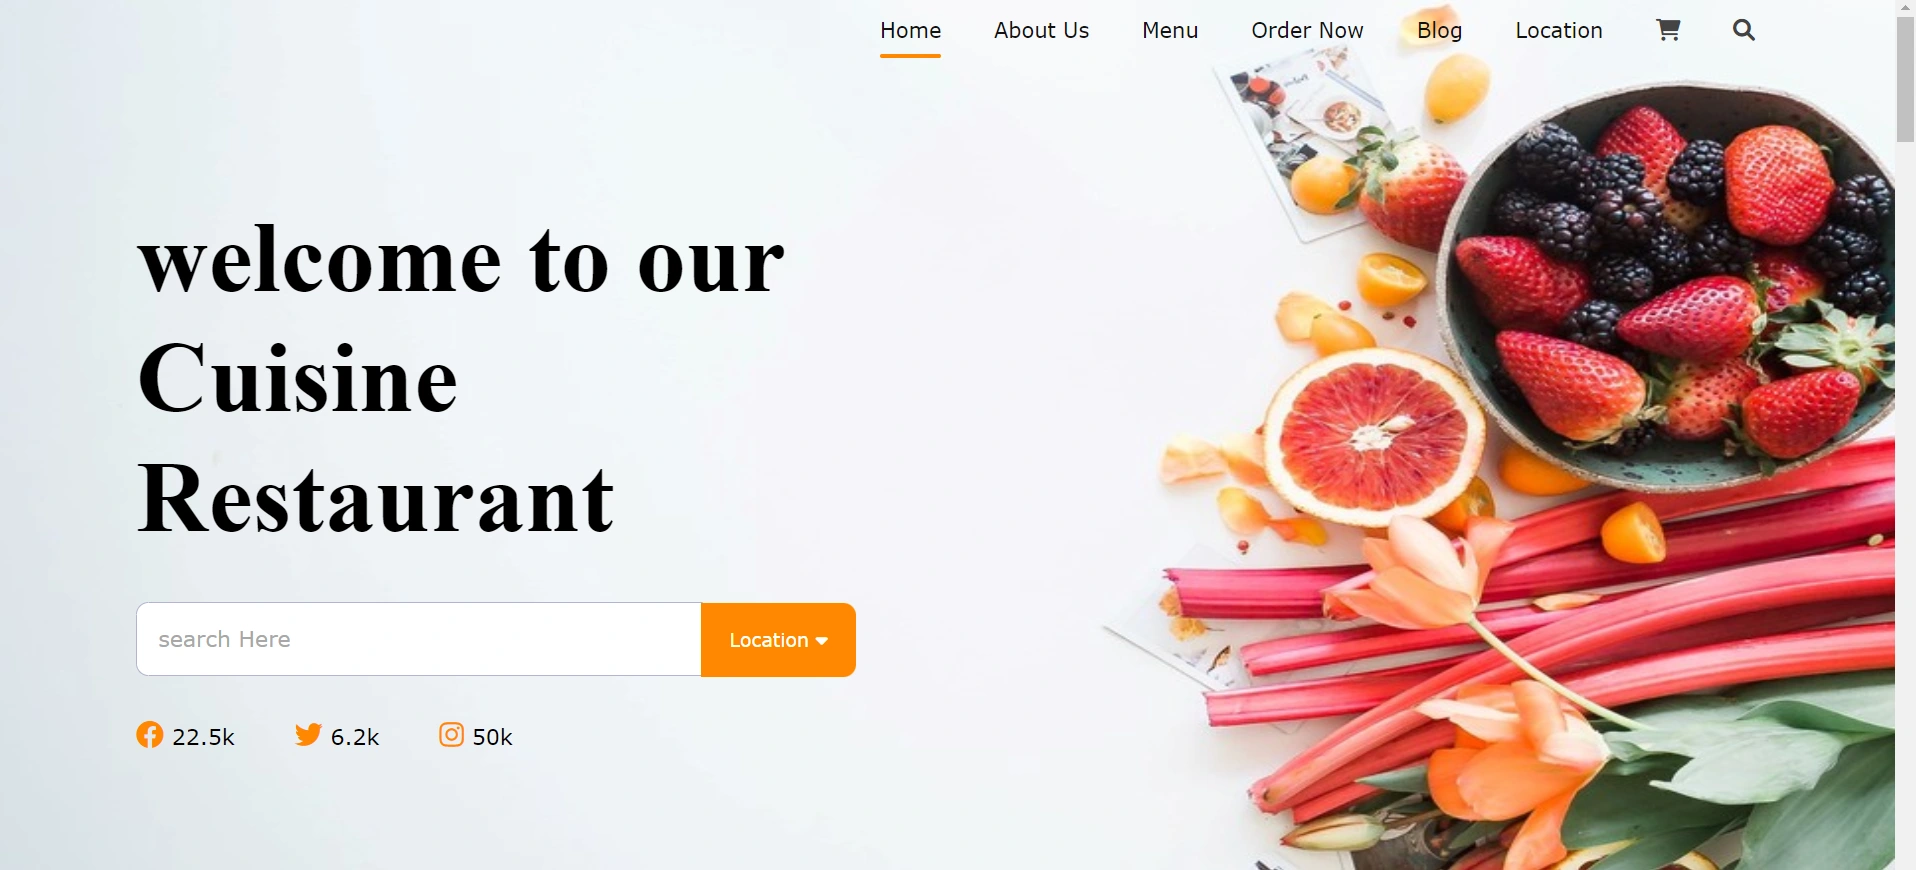 Home About Us Menu Order Now Blog Location
welcome to our
Cuisine
Restaurant
search Here Location
22.5k 6.2k 50k